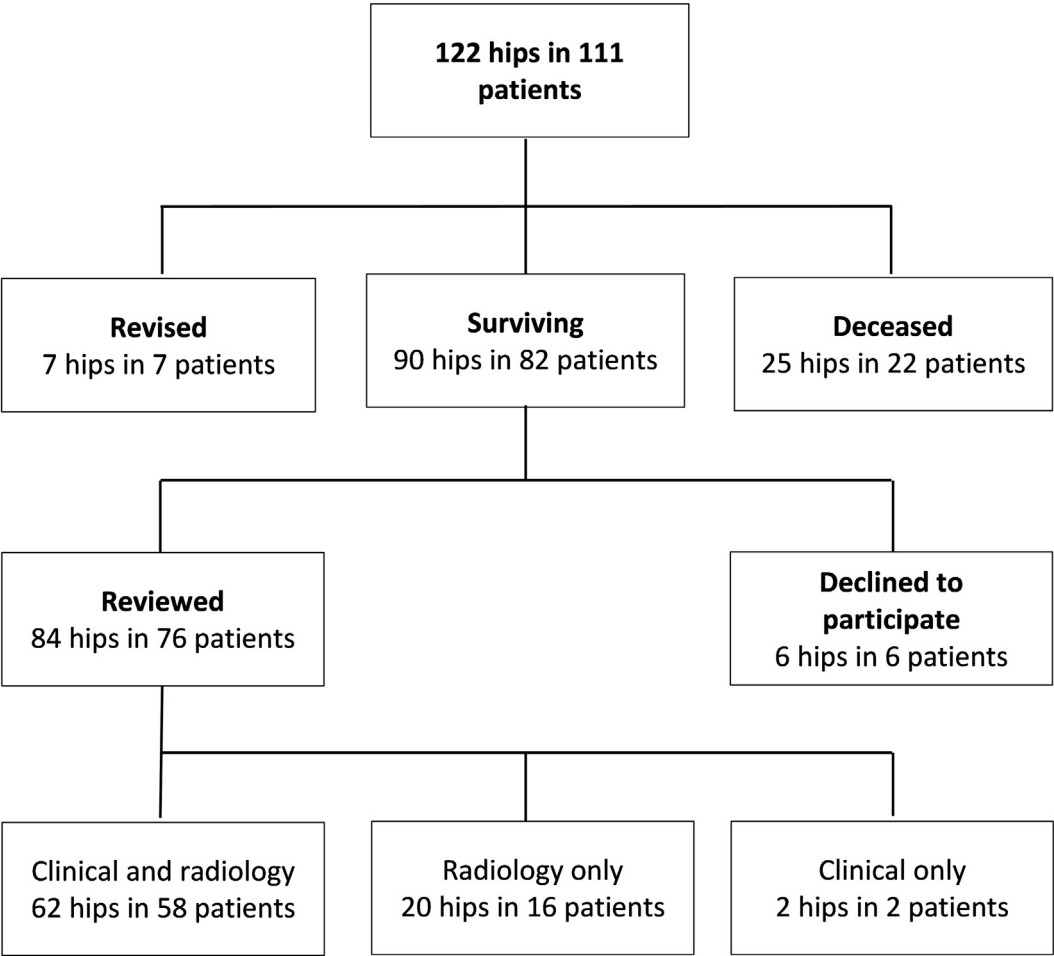 122 hips in 111
patients
Revised
7 hips in 7 patients
Surviving
90 hips in 82 patients
Deceased
25 hips in 22 patients
Reviewed
84 hips in 76 patients
Declined to
participate
6 hips in 6 patients
Clinical and radiology
62 hips in 58 patients
Radiology only
20 hips in 16 patients
Clinical only
2 hips in 2 patients